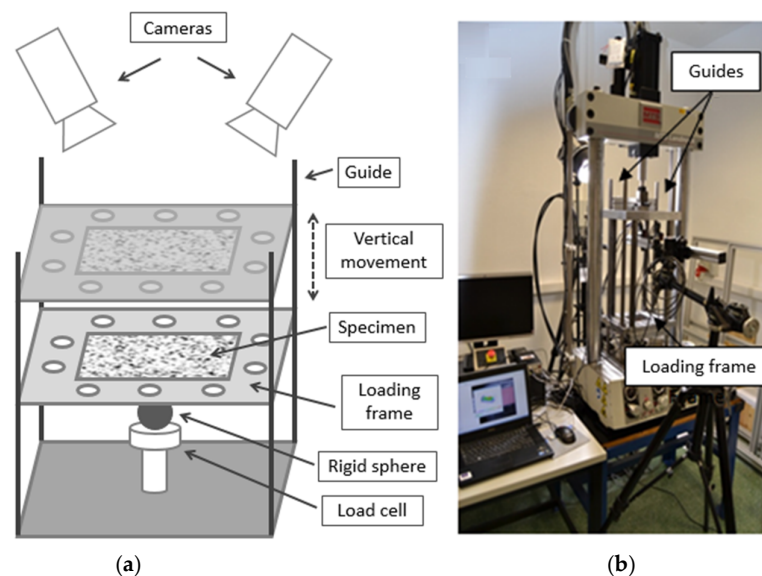 Cameras
Guide
Vertical
movement
Specimen
Loading
frame
Rigid sphere
Load cell
(a)
Guides
Loading frame
(b)